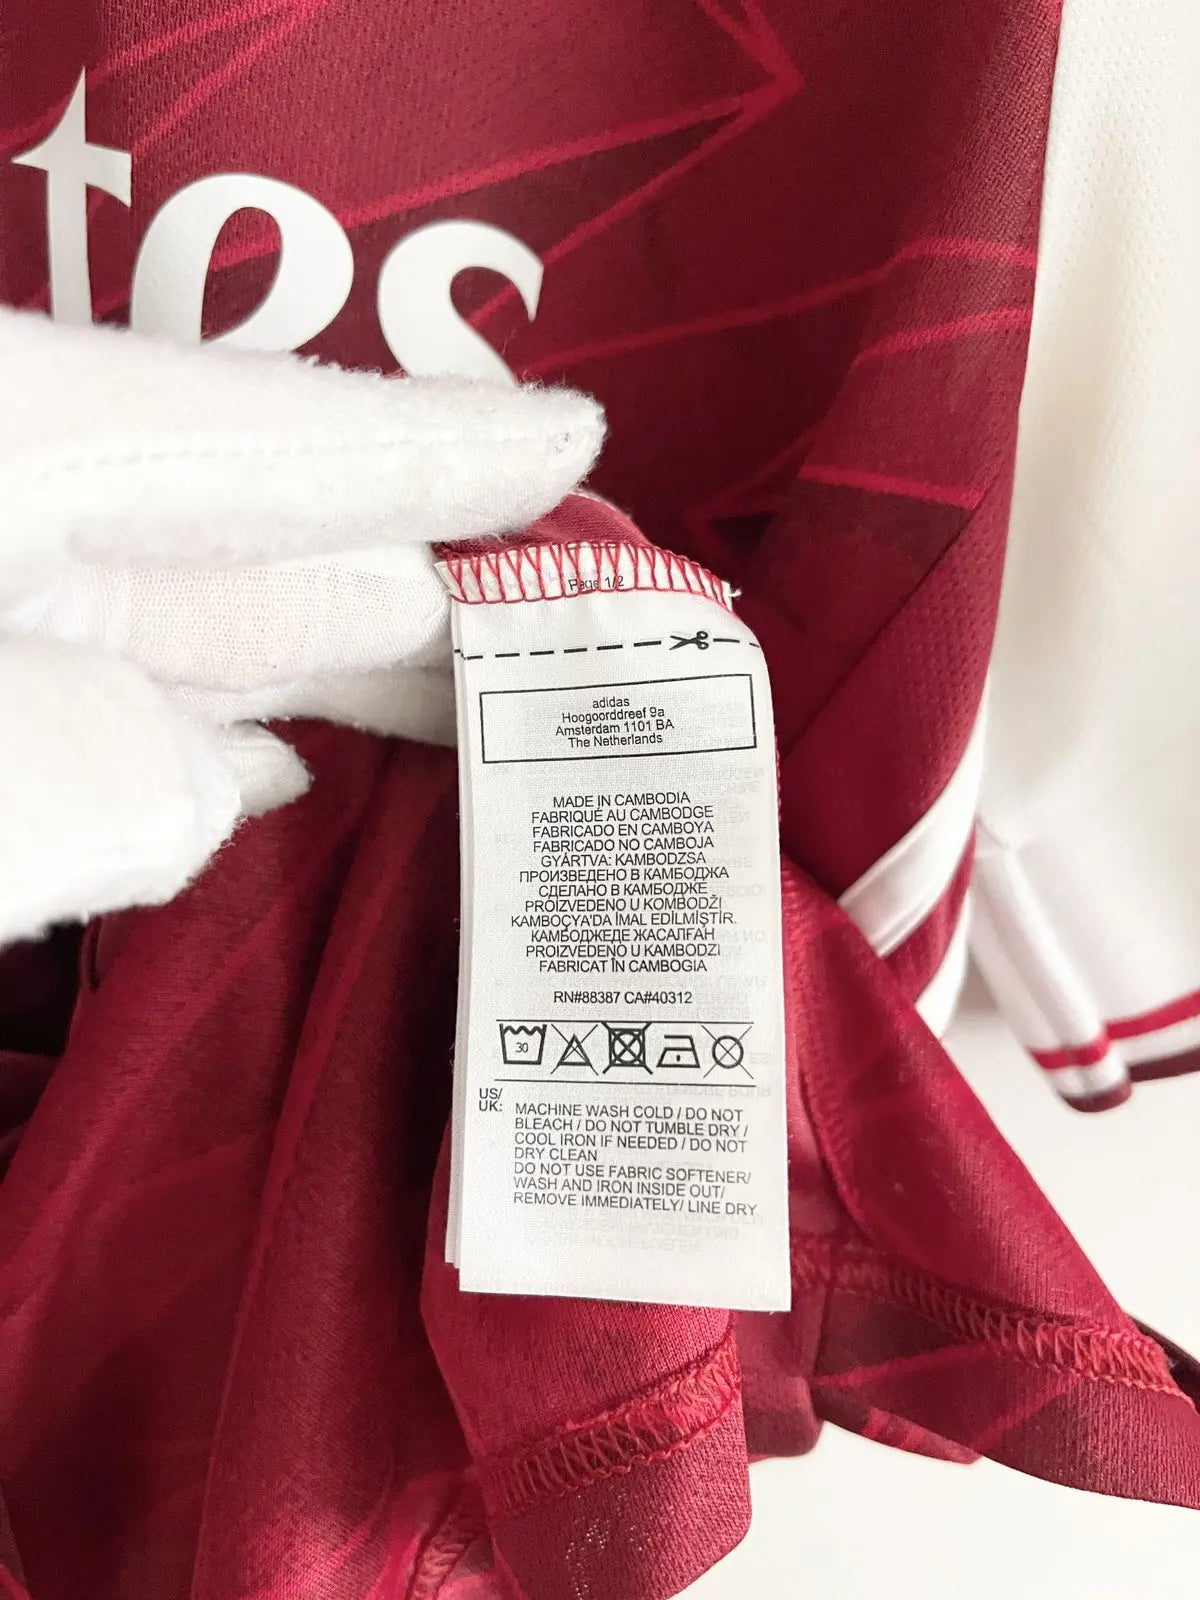 tes
Page 1/2
adidas
Hoogoorddreef 9a
Amsterdam 1101 BA
The Netherlands
MADE IN CAMBODIA
FABRIQUÉ AU CAMBODGE
FABRICADO EN CAMBOYA
FABRICADO NO CAMBOJA
GYÁRTVA: KAMBODZSA
ПРОИЗВЕДЕНО В КАМБОДЖА
СДЕЛАНО В КАМБОДЖЕ
PROIZVEDENO U KOMBODŽI
KAMBOÇYA'DA İMAL EDİLMİŞTİR.
КАМБОДЖЕДЕ ЖАСАЛҒАН
PROIZVEDENO U KAMBODZI
FABRICAT ÎN CAMBOGIA
RN#88387 CA#40312
30
US/
UK:
MACHINE WASH COLD / DO NOT
BLEACH / DO NOT TUMBLE DRY /
COOL IRON IF NEEDED / DO NOT
DRY CLEAN
DO NOT USE FABRIC SOFTENER/
WASH AND IRON INSIDE OUT/
REMOVE IMMEDIATELY/ LINE DRY